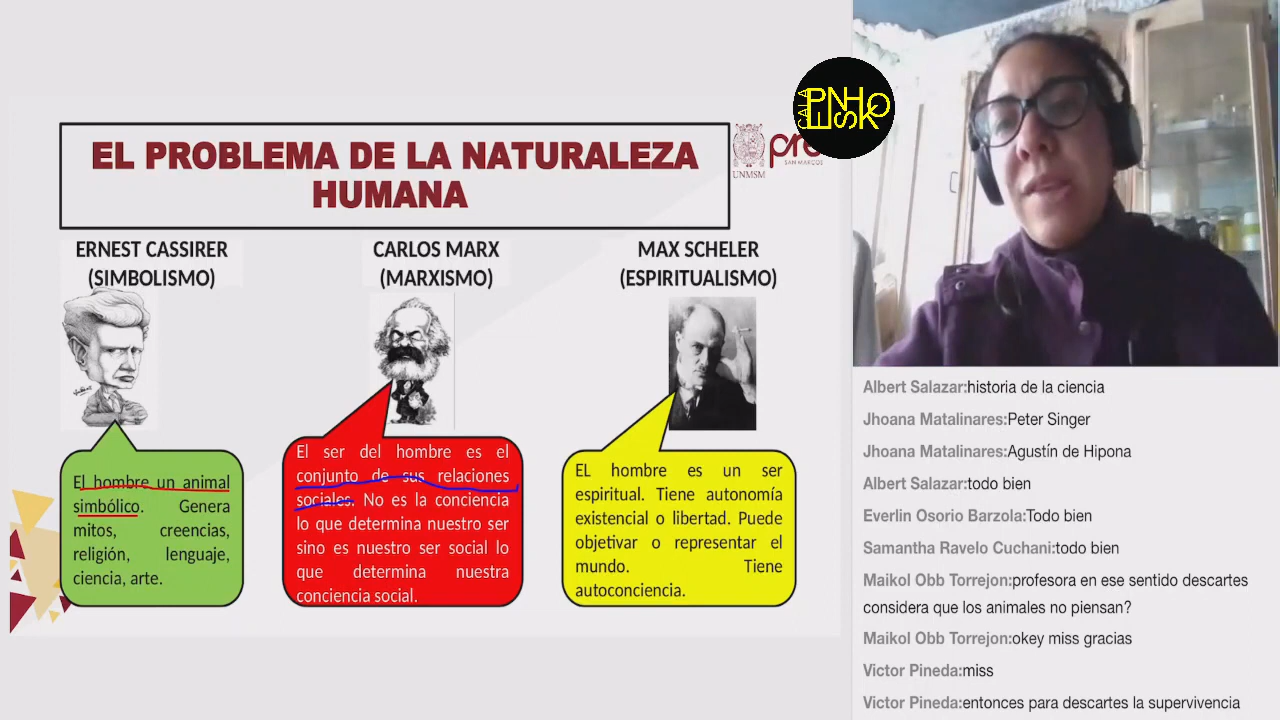 EL PROBLEMA DE LA NATURALEZA
HUMANA
UNMSM
SAN MARCOS
ERNEST CASSIRER
(SIMBOLISMO)
CARLOS MARX
(MARXISMO)
MAX SCHELER
(ESPIRITUALISMO)
El hombre un animal
simbólico. Genera
mitos, creencias,
religión, lenguaje,
ciencia, arte.
El ser del hombre es el
conjunto de sus relaciones
sociales. No es la conciencia
lo que determina nuestro ser
sino es nuestro ser social lo
que determina nuestra
conciencia social.
EL hombre es un ser
espiritual. Tiene autonomía
existencial o libertad. Puede
objetivar o representar el
mundo. Tiene
autoconciencia.
Albert Salazar:historia de la ciencia
Jhoana Matalinares:Peter Singer
Jhoana Matalinares:Agustín de Hipona
Albert Salazar:todo bien
Everlin Osorio Barzola:Todo bien
Samantha Ravelo Cuchani:todo bien
Maikol Obb Torrejon:profesora en ese sentido descartes
considera que los animales no piensan?
Maikol Obb Torrejon:okey miss gracias
Victor Pineda:miss
Victor Pineda:entonces para descartes la supervivencia